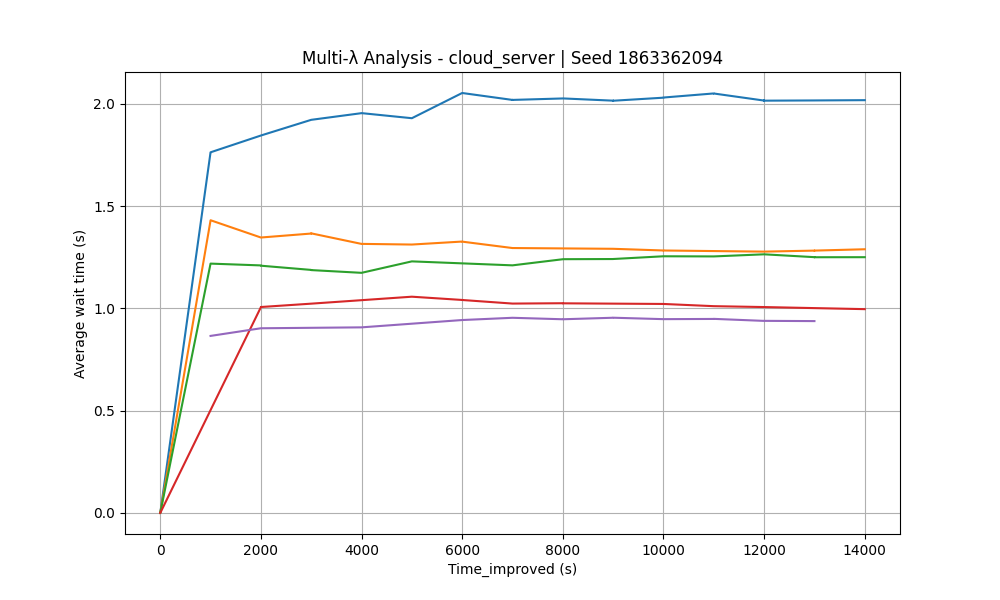 Multi-λ Analysis - cloud_server | Seed 1863362094
2.0
1.5
1.0
0.5
0.0
Average wait time (s)
0 2000 4000 6000 8000 10000 12000 14000
Time_improved (s)